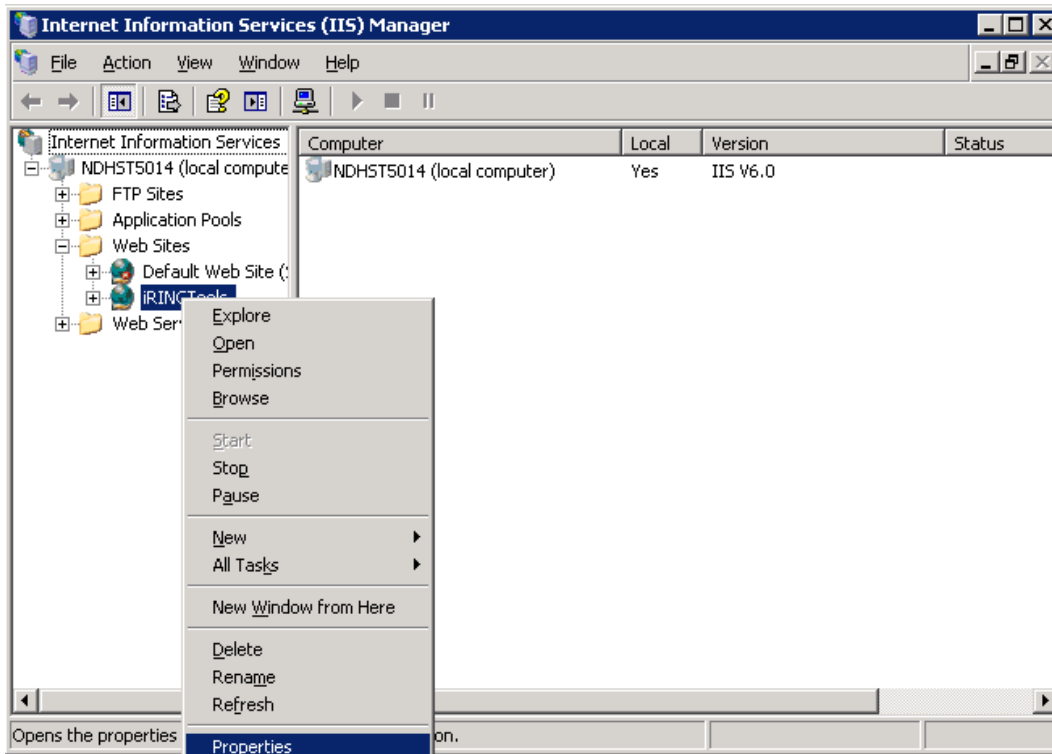 Internet Information Services (IIS) Manager
File Action View Window Help
Internet Information Services
Computer Local Version Status
NDHST5014 (local compute
NDHST5014 (local computer) Yes IIS V6.0
FTP Sites
Application Pools
Web Sites
Default Web Site (
iRINGTools
Web Ser
Explore
Open
Permissions
Browse
Start
Stop
Pause
New
All Tasks
New Window from Here
Delete
Rename
Refresh
Properties
Opens the properties on.